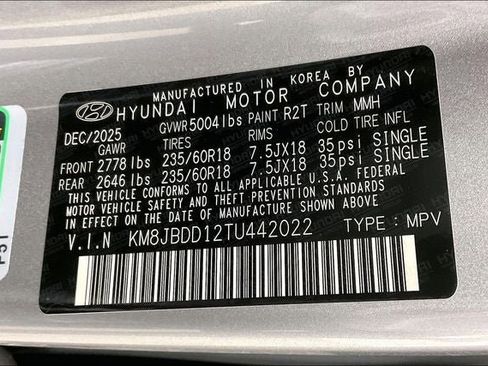 MANUFACTURED IN KOREA BY
HYUNDAI MOTOR COMPANY
DEC/2025 GVWR 5004 lbs PAINT R2T TRIM MMH
GAWR TIRES RIMS COLD TIRE INFL
FRONT 2778 lbs 235/60R18 7.5JX18 35psi SINGLE
REAR 2646 lbs 235/60R18 7.5JX18 35psi SINGLE
THIS VEHICLE CONFORMS TO ALL APPLICABLE U.S.A. FEDERAL
MOTOR VEHICLE SAFETY AND BUMPER STANDARDS IN EFFECT
ON THE DATE OF MANUFACTURE SHOWN ABOVE.
V.I.N KM8JBDD12TU442022 TYPE : MPV